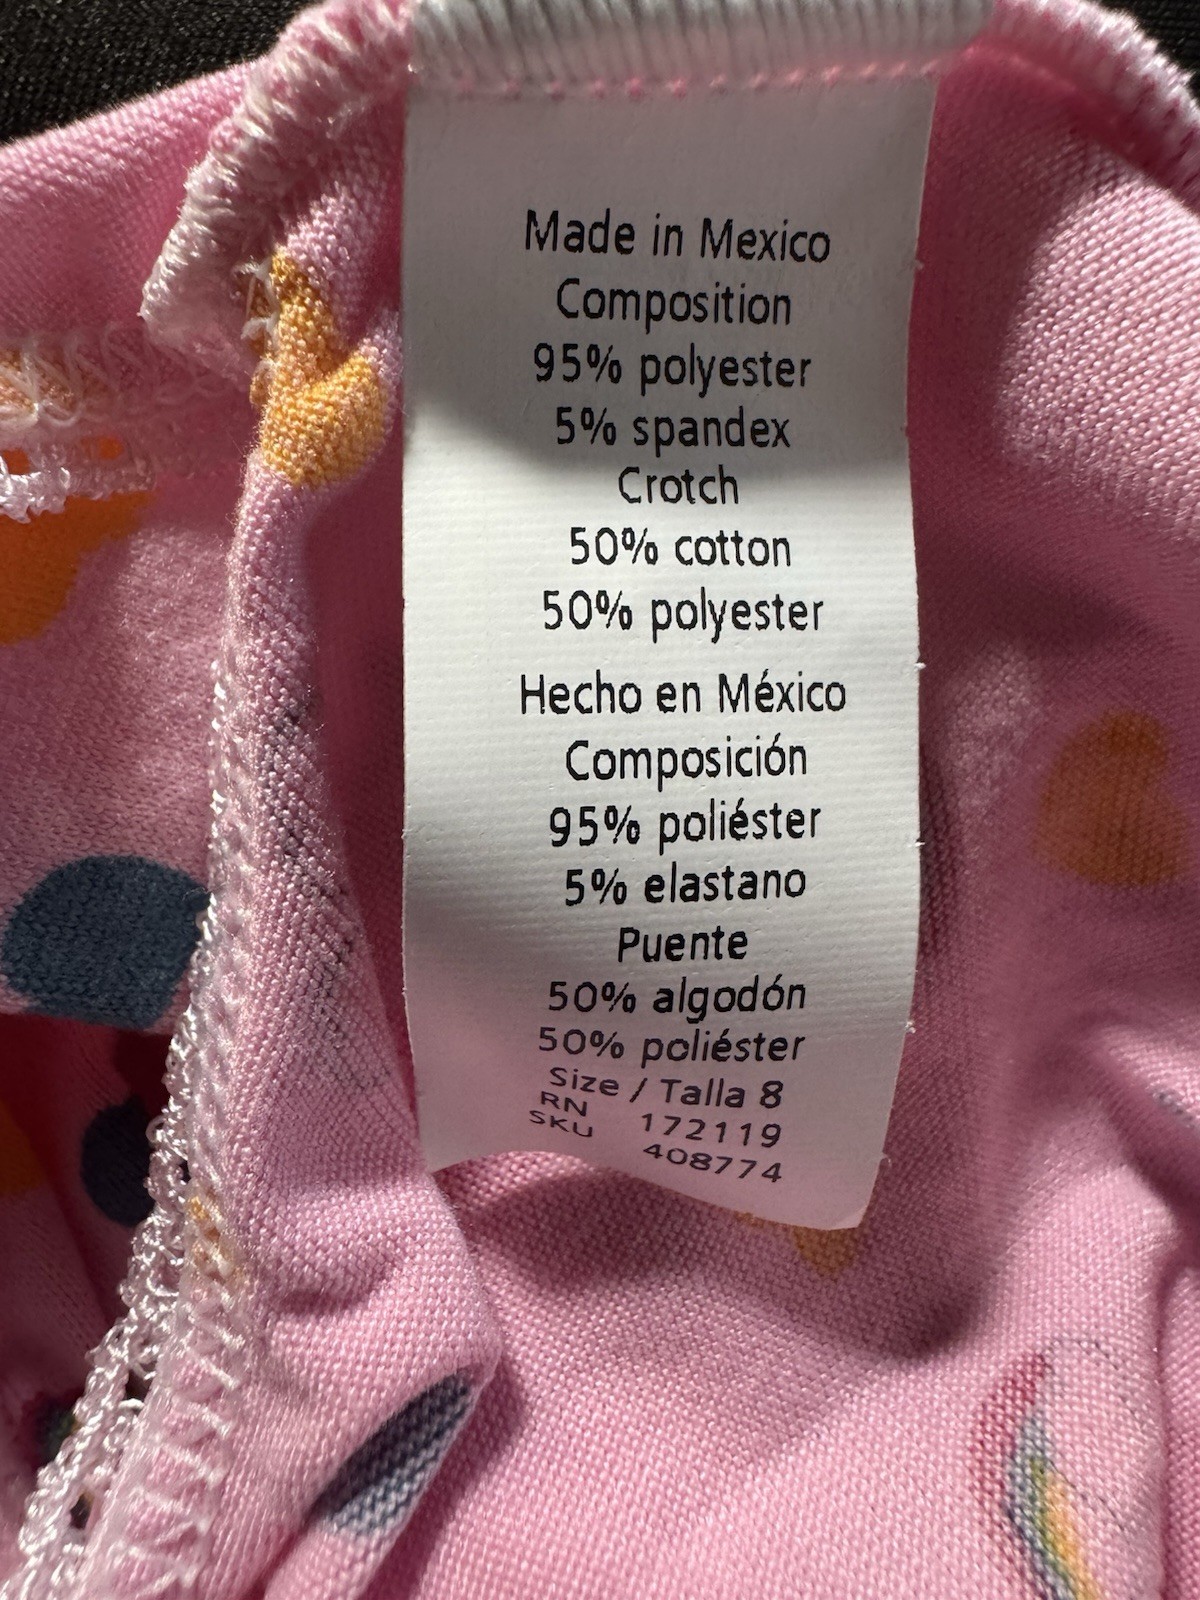 Made in Mexico
Composition
95% polyester
5% spandex
Crotch
50% cotton
50% polyester
Hecho en México
Composición
95% poliéster
5% elastano
Puente
50% algodón
50% poliéster
Size / Talla 8
RN 172119
SKU 408774